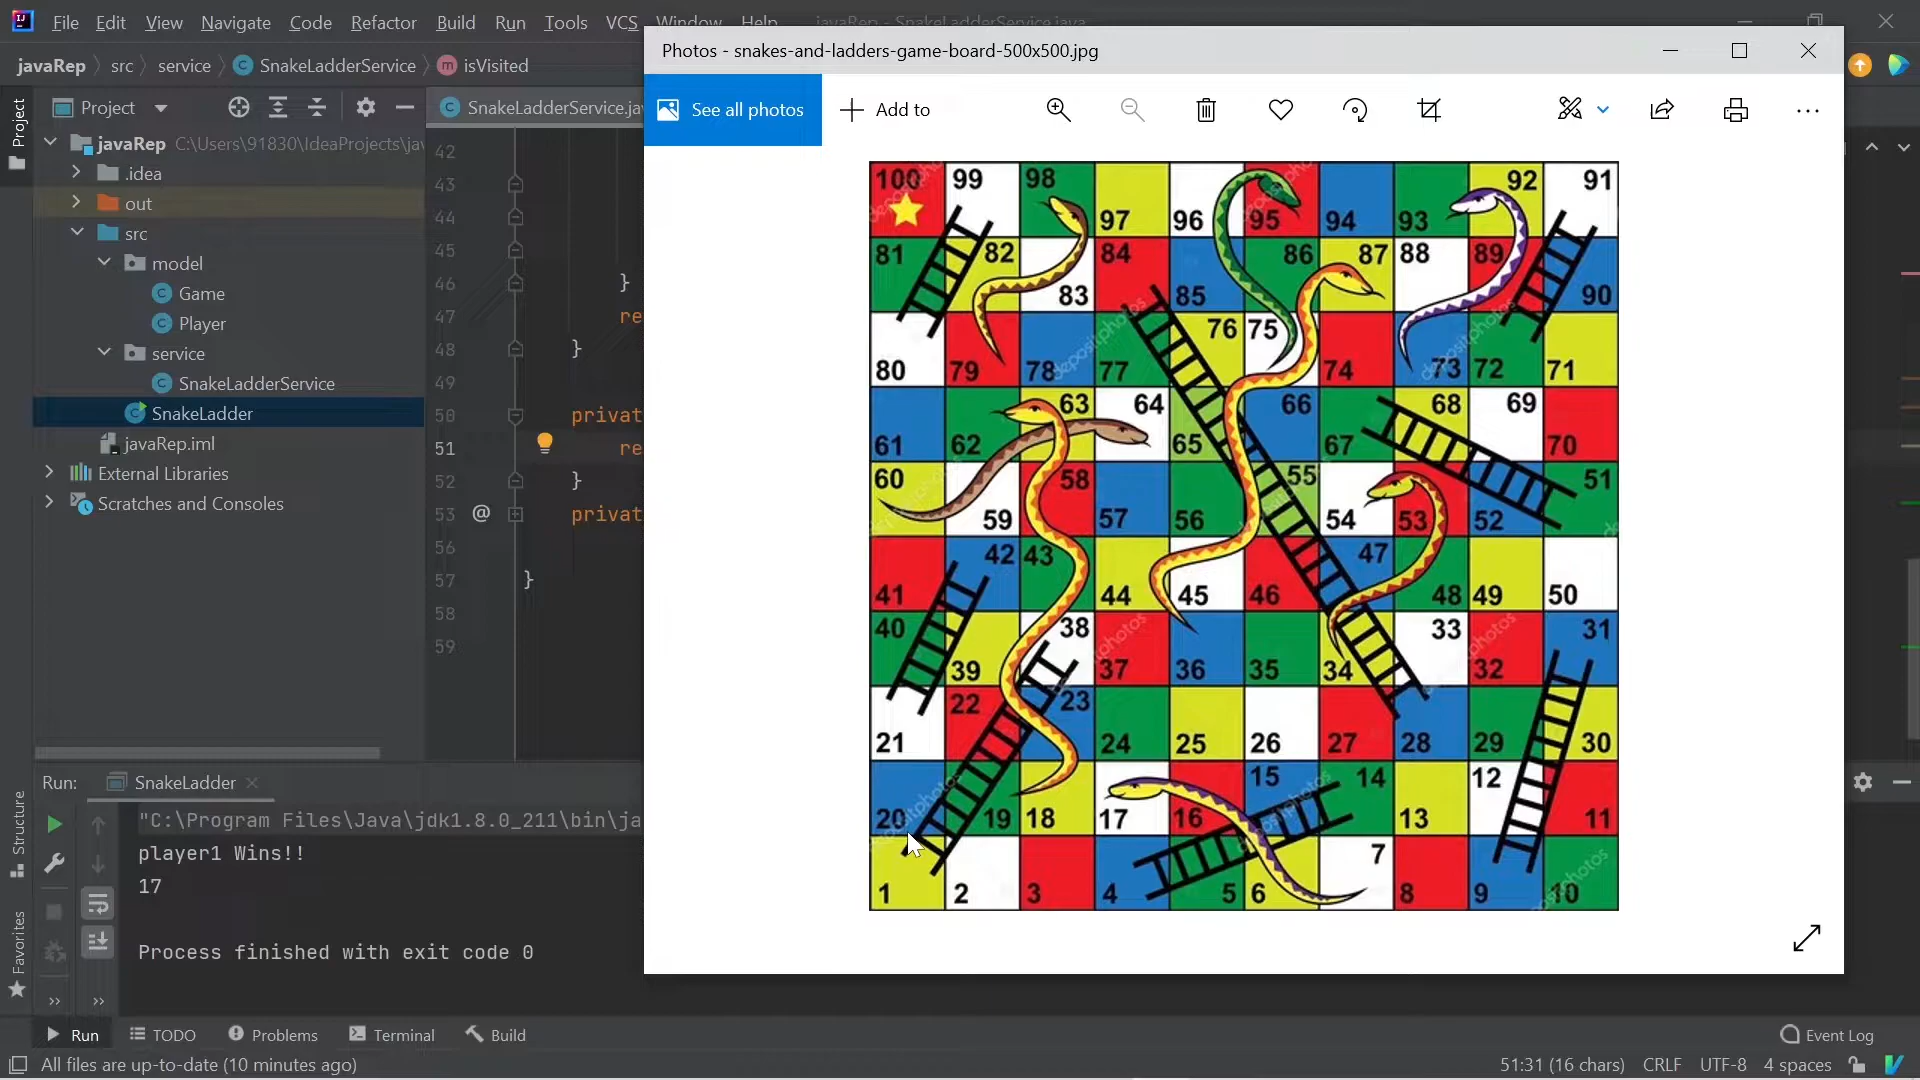 File Edit View Navigate Code Refactor Build Run Tools VCS Window Help javaRep - SnakeLadderService.java
javaRep src service SnakeLadderService isVisited
Project
Project
SnakeLadderService.ja
javaRep C:\Users\91830\IdeaProjects\jav
.idea
out
src
model
Game
Player
service
SnakeLadderService
SnakeLadder
javaRep.iml
External Libraries
Scratches and Consoles
42
43
44
45
46 }
47 re
48 }
49
50 privat
51 re
52 }
53 @ privat
56
57 }
58
59
Photos - snakes-and-ladders-game-board-500x500.jpg
See all photos Add to
100 99 98 97 96 95 94 93 92 91
81 82 83 84 85 86 87 88 89 90
80 79 78 77 76 75 74 73 72 71
61 62 63 64 65 66 67 68 69 70
60 59 58 57 56 55 54 53 52 51
41 42 43 44 45 46 47 48 49 50
40 39 38 37 36 35 34 33 32 31
21 22 23 24 25 26 27 28 29 30
20 19 18 17 16 15 14 13 12 11
1 2 3 4 5 6 7 8 9 10
depositphotos
Run: SnakeLadder
"C:\Program Files\Java\jdk1.8.0_211\bin\ja
player1 Wins!!
17
Process finished with exit code 0
Structure
Favorites
Run TODO Problems Terminal Build Event Log
All files are up-to-date (10 minutes ago) 51:31 (16 chars) CRLF UTF-8 4 spaces